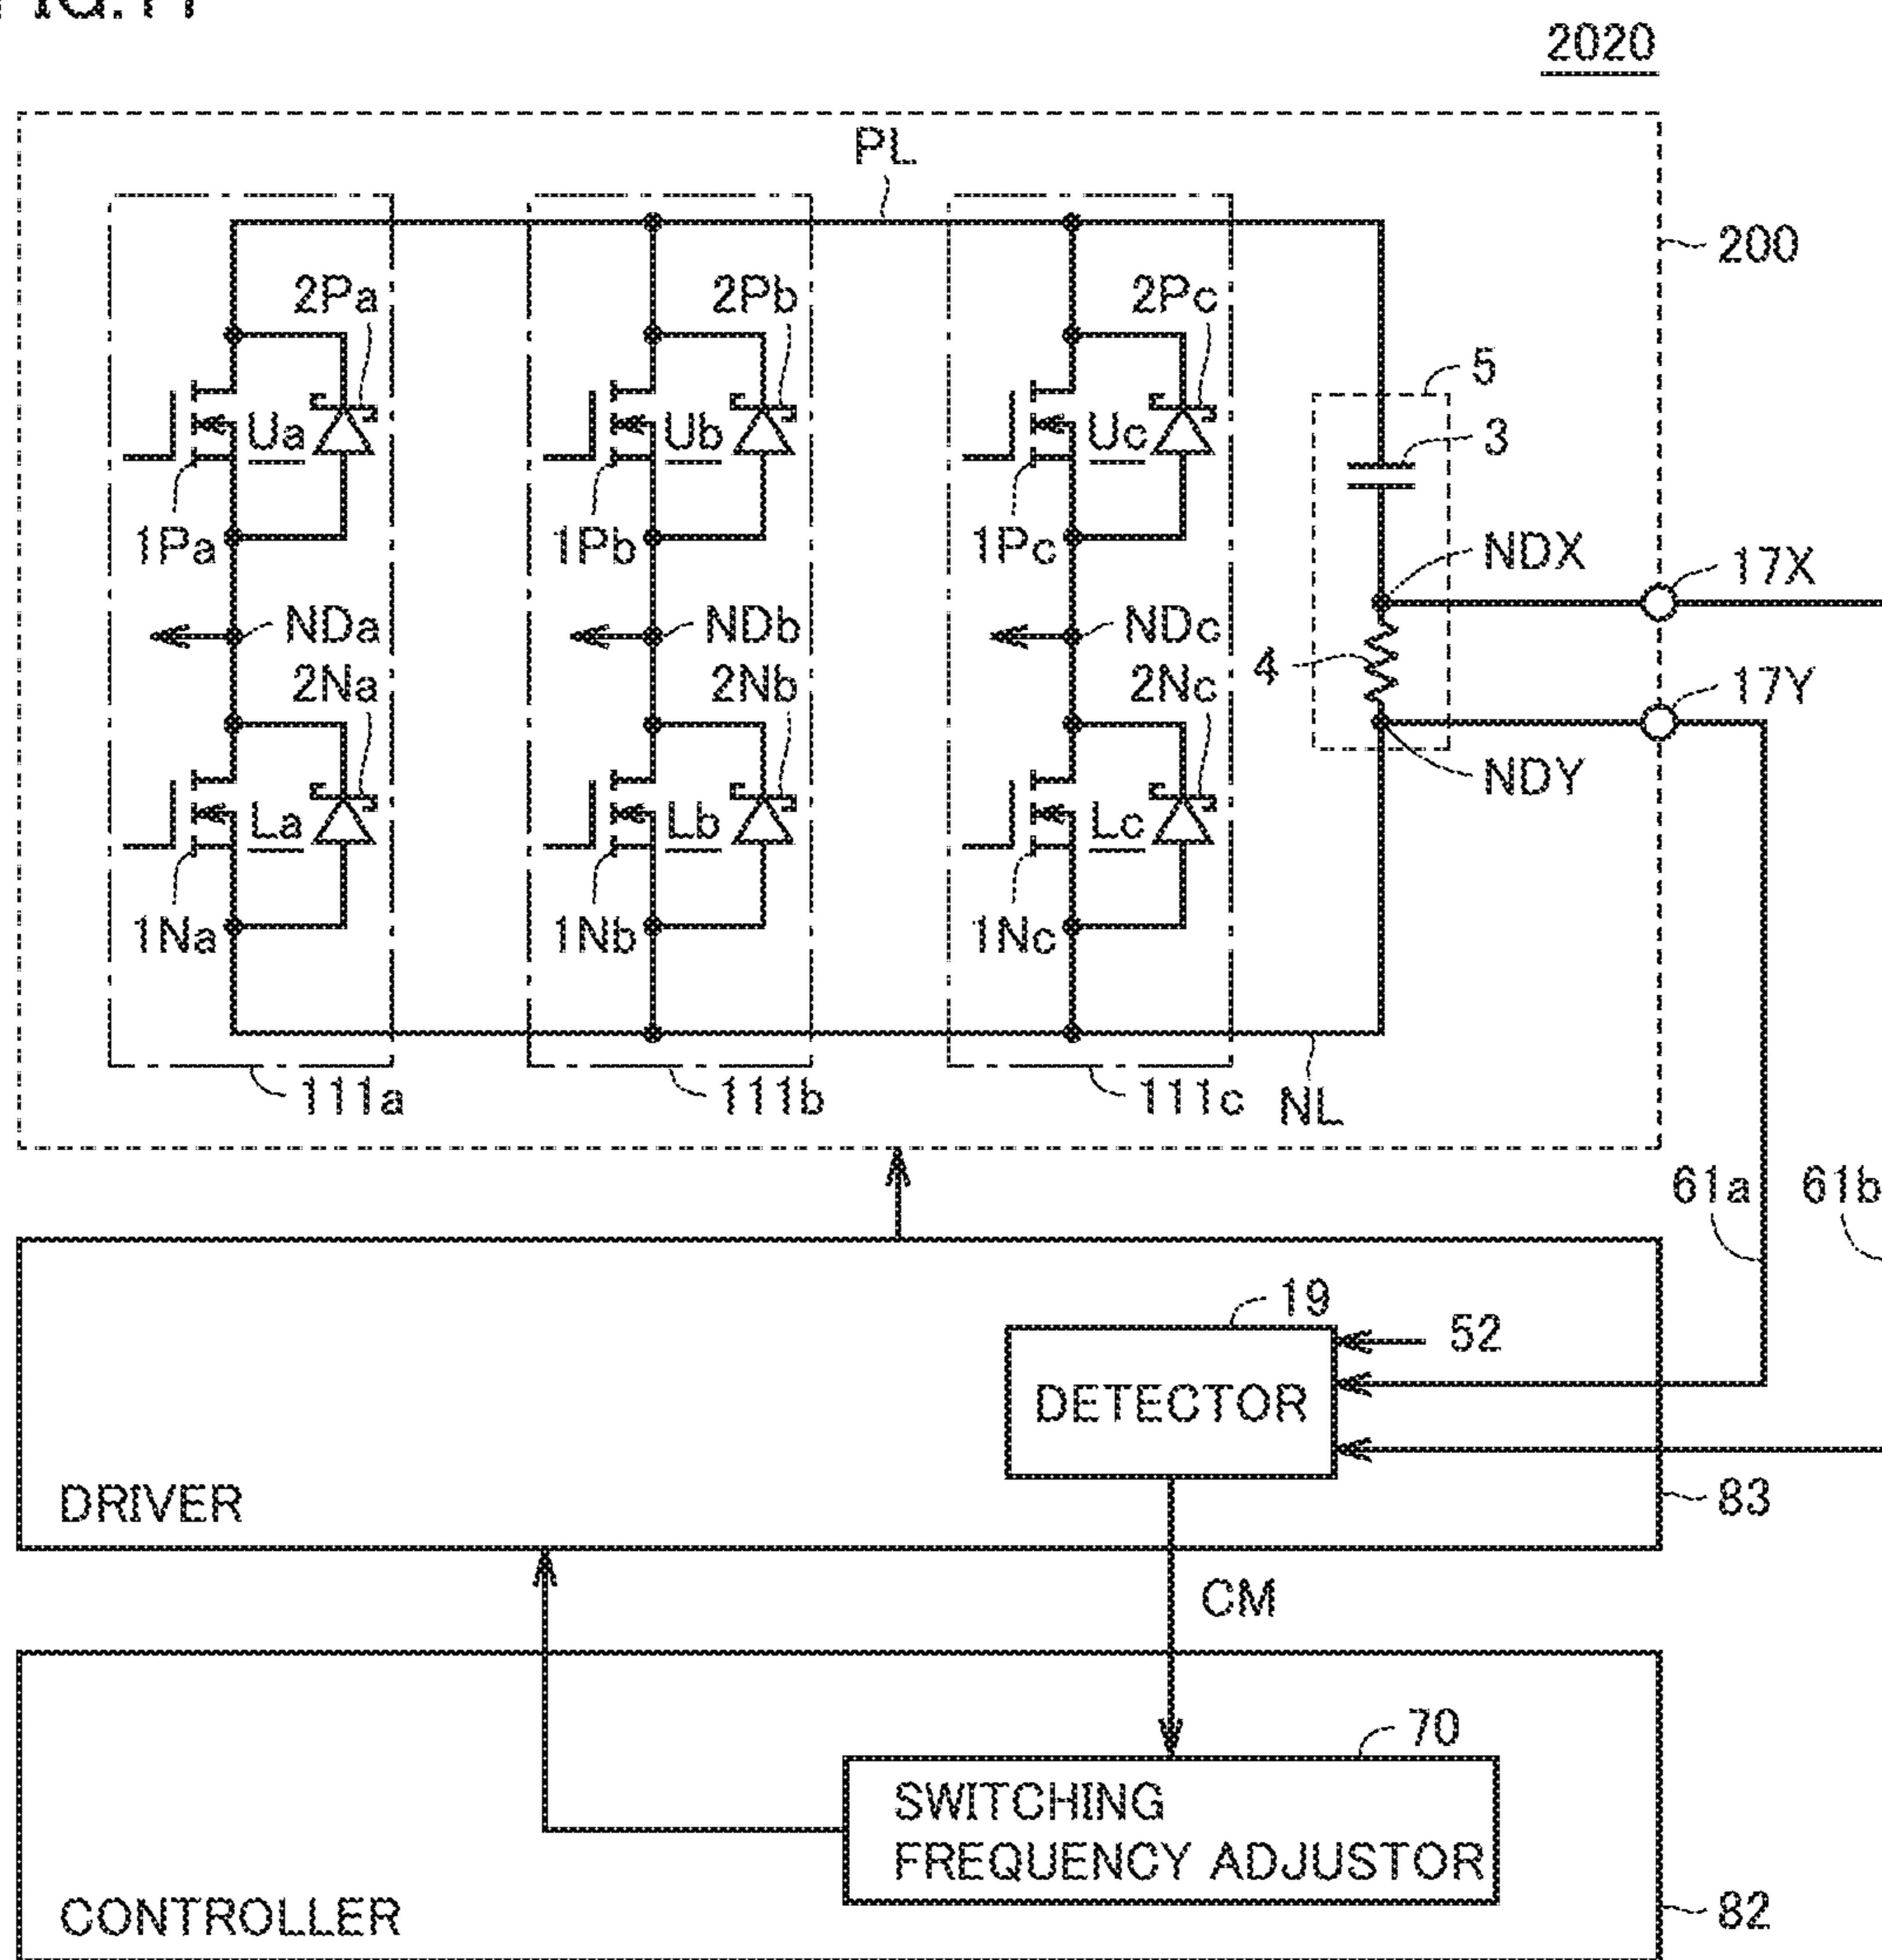 FIG.11
2020
PL
200
2Pa
2Pb
2Pc
5
Ua
Ub
Uc
3
1Pa
1Pb
1Pc
NDX
17X
NDa
NDb
NDc
4
2Na
2Nb
2Nc
17Y
NDY
La
Lb
Lc
1Na
1Nb
1Nc
111a
111b
111c
NL
61a
61b
19
52
DETECTOR
DRIVER
83
CM
70
SWITCHING
FREQUENCY ADJUSTOR
CONTROLLER
82